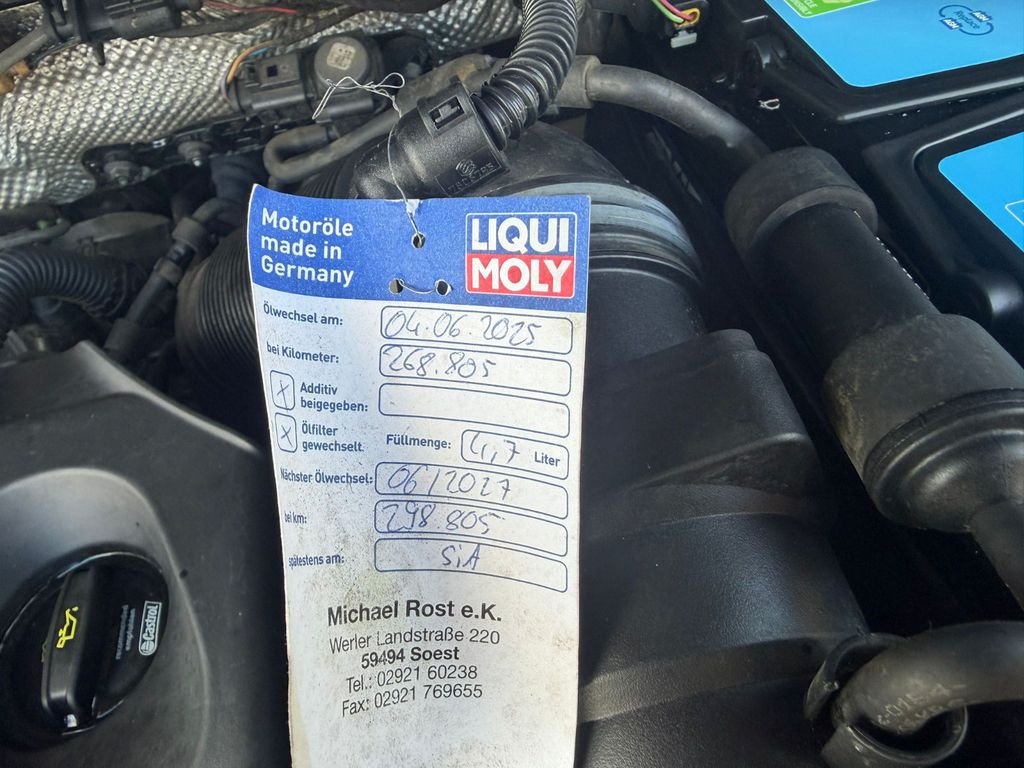 Replace
Motoröle
made in
Germany
LIQUI
MOLY
Ölwechsel am: 04.06.2025
bei Kilometer: 268.805
x Additiv
beigegeben:
x Ölfilter
gewechselt.
Füllmenge: 4,7 Liter
Nächster Ölwechsel: 06/2027
bei km: 298.805
spätestens am: SiA
Michael Rost e.K.
Werler Landstraße 220
59494 Soest
Tel.: 02921 60238
Fax: 02921 769655
Castrol